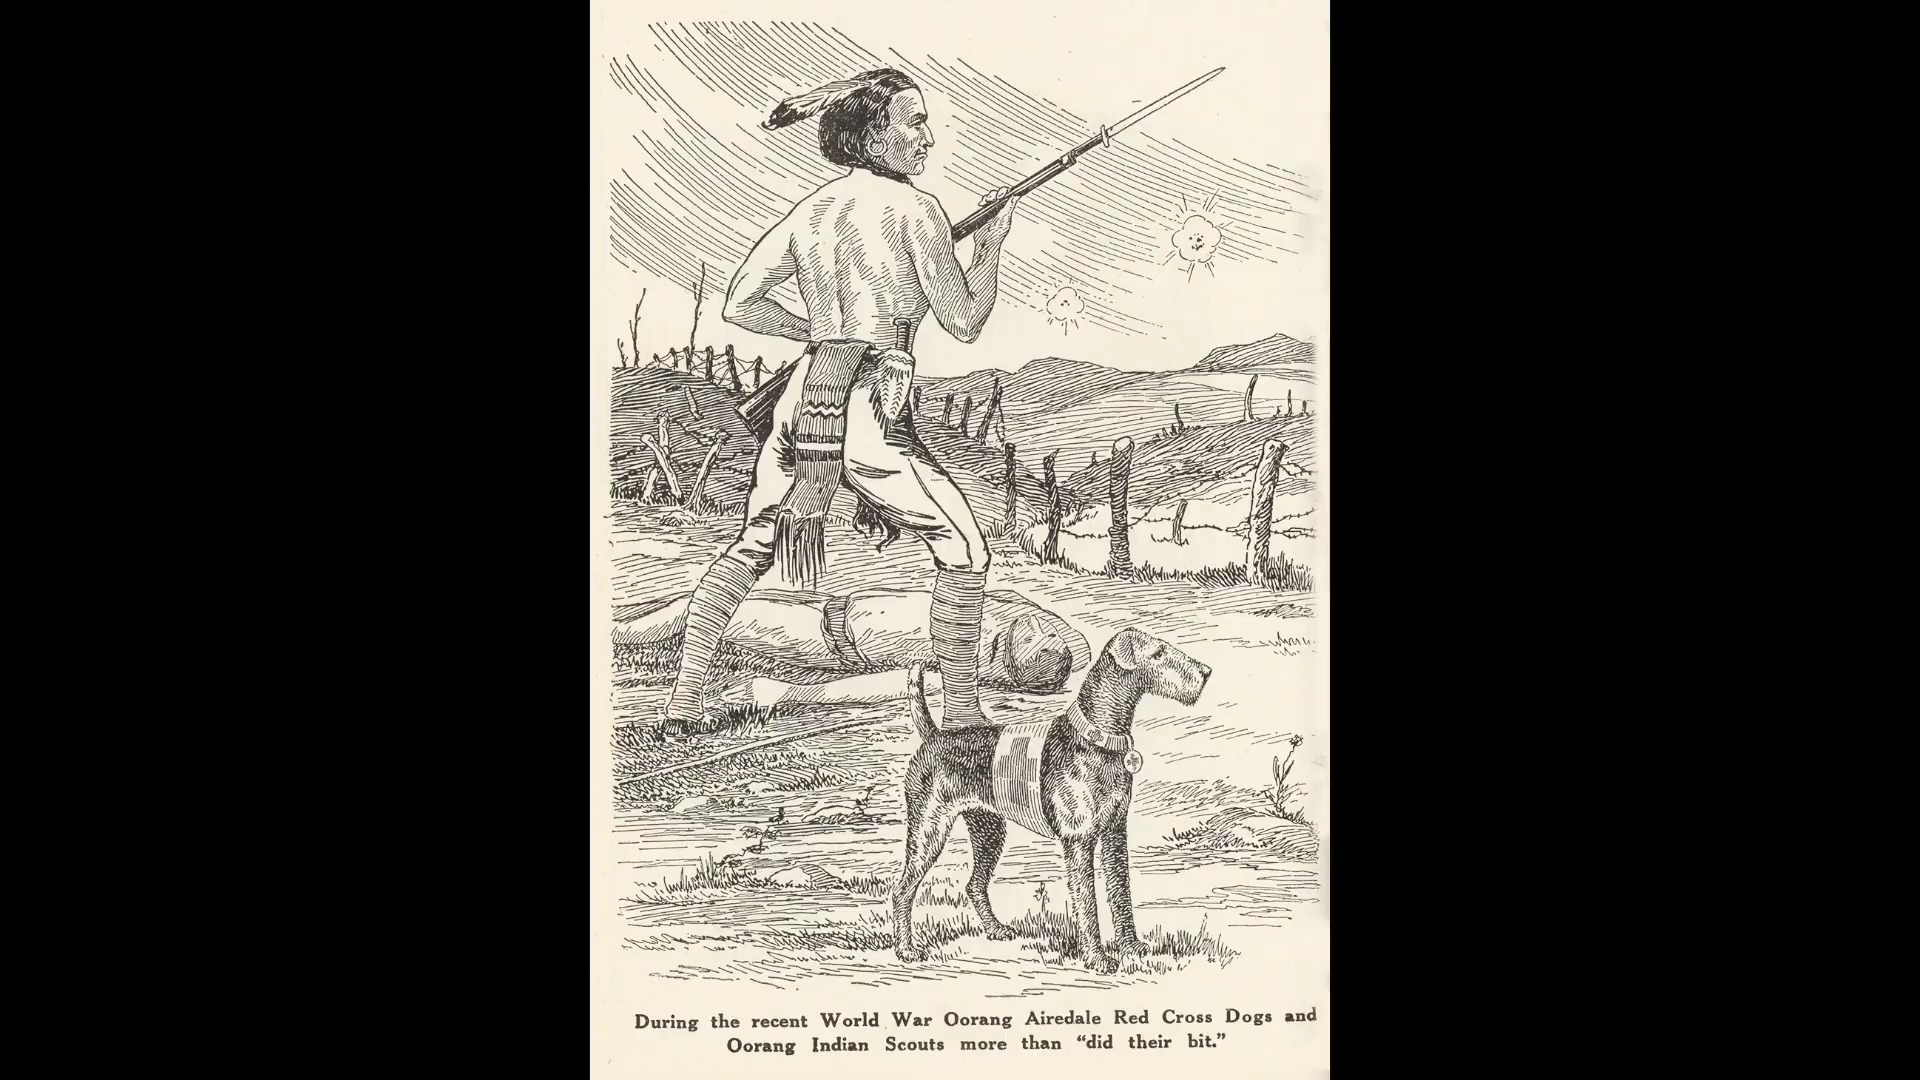 During the recent World War Oorang Airedale Red Cross Dogs and
Oorang Indian Scouts more than “did their bit.”